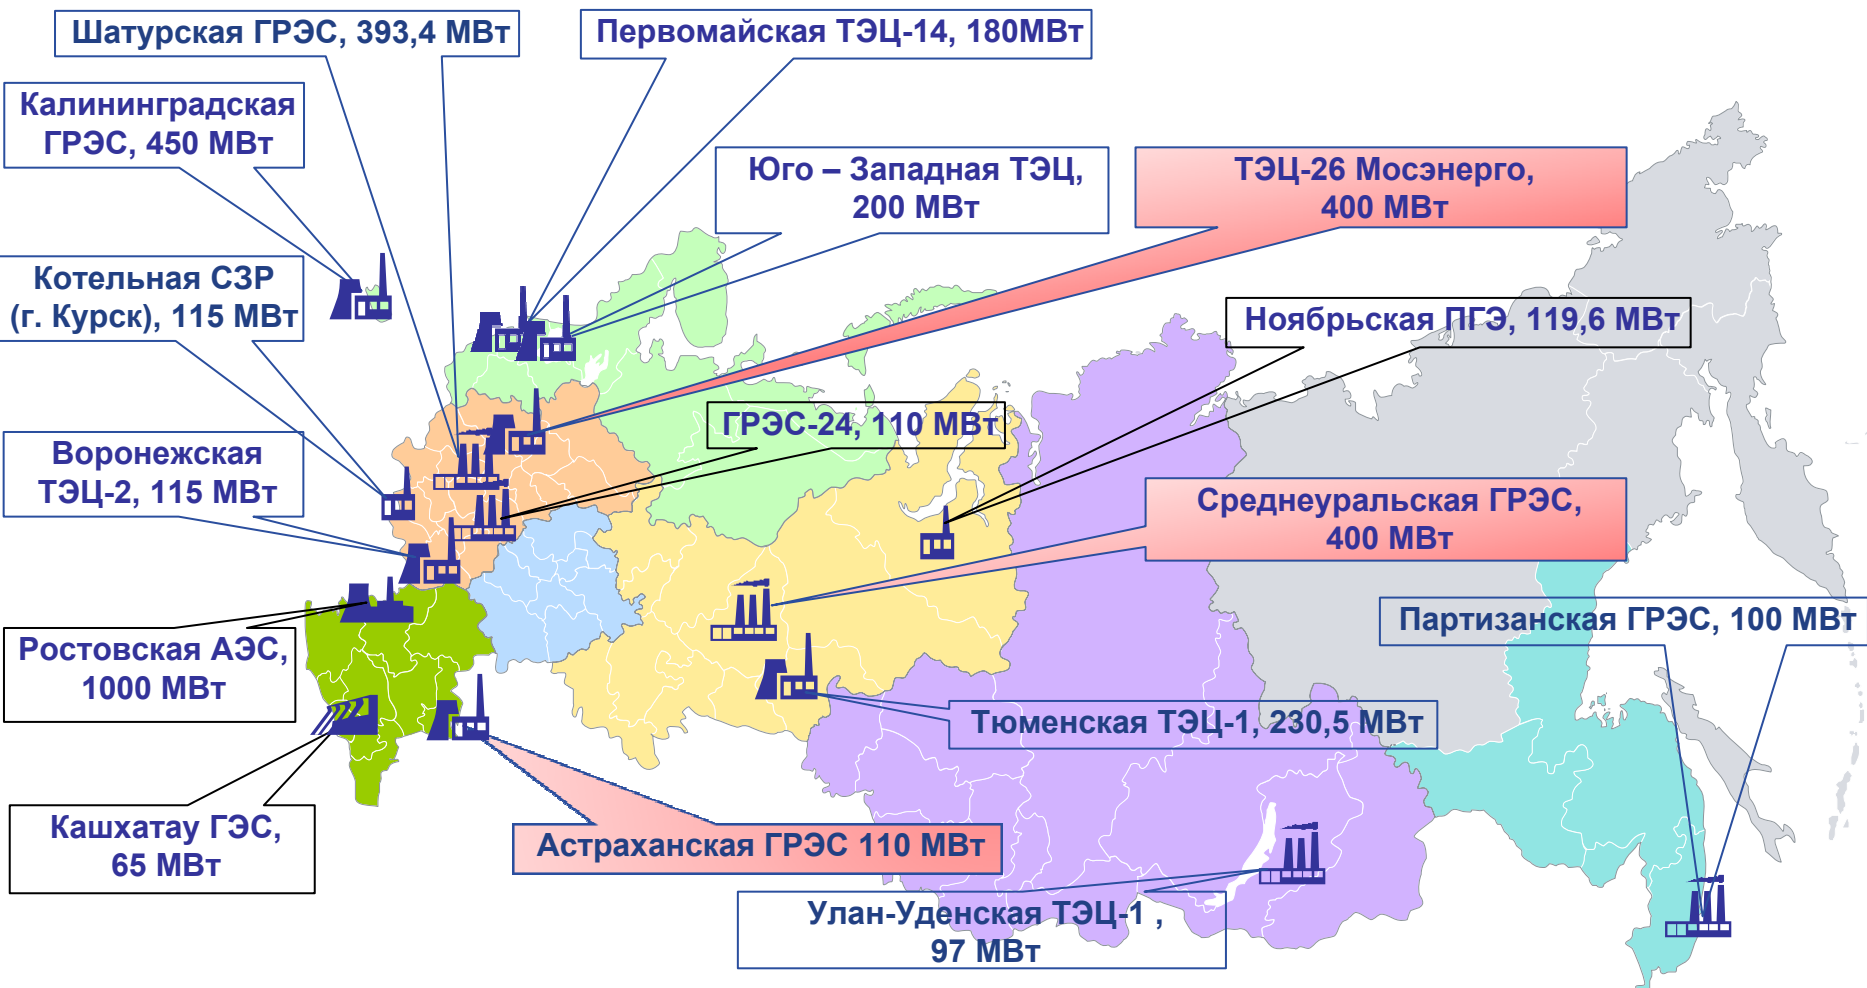 Шатурская ГРЭС, 393,4 МВт
Первомайская ТЭЦ-14, 180МВт
Калининградская
ГРЭС, 450 МВт
Юго – Западная ТЭЦ,
200 МВт
ТЭЦ-26 Мосэнерго,
400 МВт
Котельная СЗР
(г. Курск), 115 МВт
Ноябрьская ПГЭ, 119,6 МВт
ГРЭС-24, 110 МВт
Воронежская
ТЭЦ-2, 115 МВт
Среднеуральская ГРЭС,
400 МВт
Партизанская ГРЭС, 100 МВт
Ростовская АЭС,
1000 МВт
Тюменская ТЭЦ-1, 230,5 МВт
Кашхатау ГЭС,
65 МВт
Астраханская ГРЭС 110 МВт
Улан-Уденская ТЭЦ-1 ,
97 МВт